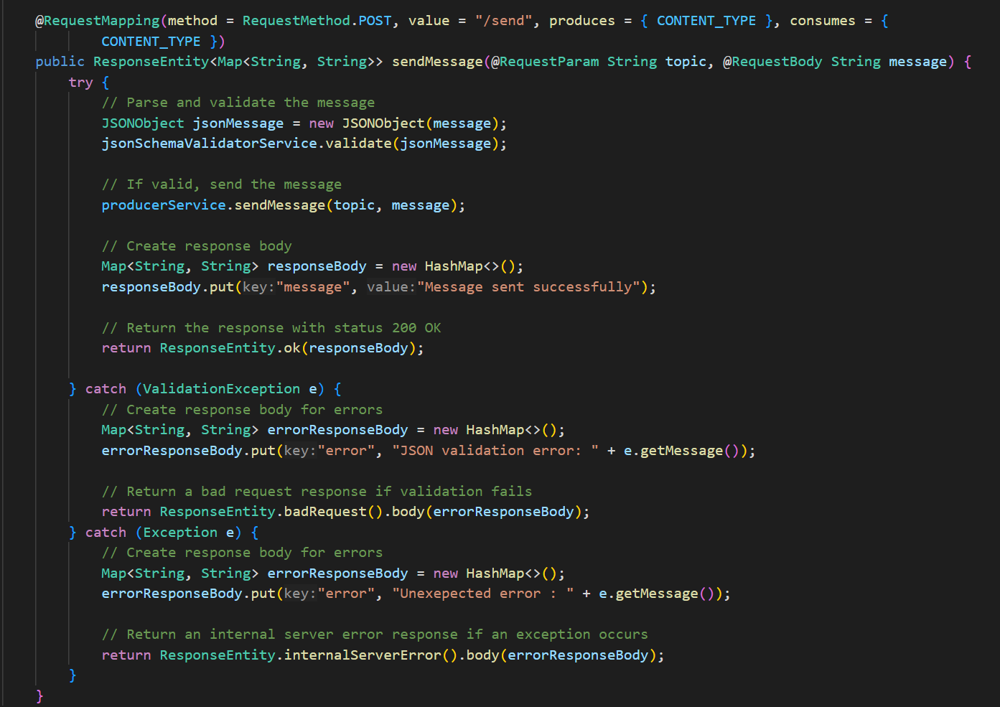 @RequestMapping(method = RequestMethod.POST, value = "/send", produces = { CONTENT_TYPE }, consumes = {
CONTENT_TYPE })
public ResponseEntity<Map<String, String>> sendMessage(@RequestParam String topic, @RequestBody String message) {
try {
// Parse and validate the message
JSONObject jsonMessage = new JSONObject(message);
jsonSchemaValidatorService.validate(jsonMessage);
// If valid, send the message
producerService.sendMessage(topic, message);
// Create response body
Map<String, String> responseBody = new HashMap<>();
responseBody.put(key:"message", value:"Message sent successfully");
// Return the response with status 200 OK
return ResponseEntity.ok(responseBody);
} catch (ValidationException e) {
// Create response body for errors
Map<String, String> errorResponseBody = new HashMap<>();
errorResponseBody.put(key:"error", "JSON validation error: " + e.getMessage());
// Return a bad request response if validation fails
return ResponseEntity.badRequest().body(errorResponseBody);
} catch (Exception e) {
// Create response body for errors
Map<String, String> errorResponseBody = new HashMap<>();
errorResponseBody.put(key:"error", "Unexepected error : " + e.getMessage());
// Return an internal server error response if an exception occurs
return ResponseEntity.internalServerError().body(errorResponseBody);
}
}